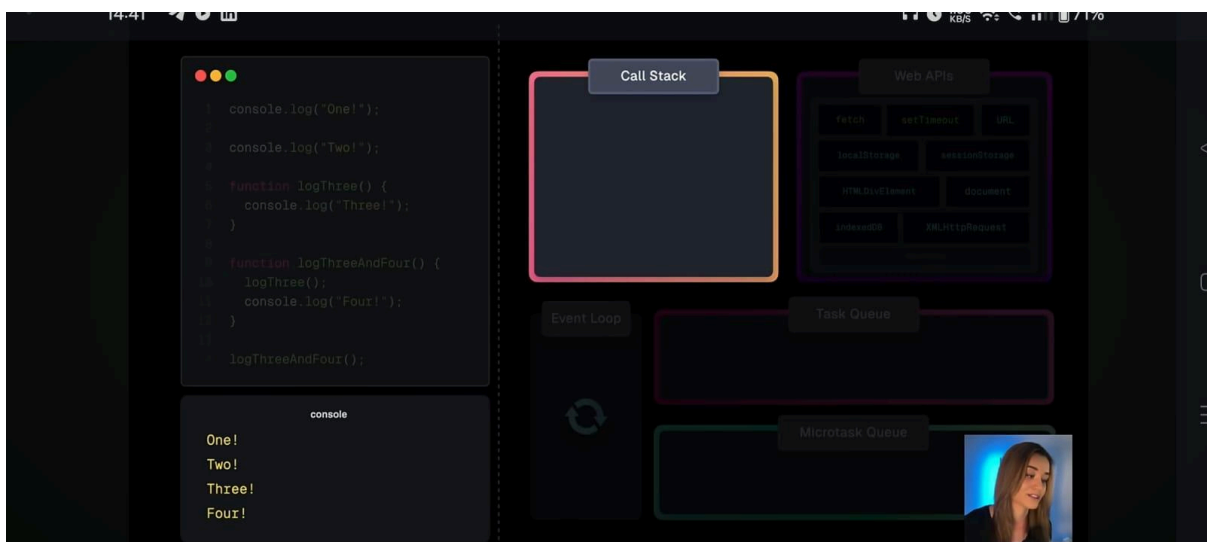 14:41
KB/S
71%
console.log("One!");
console.log("Two!");
function logThree() {
console.log("Three!");
}
function logThreeAndFour() {
logThree();
console.log("Four!");
}
logThreeAndFour();
console
One!
Two!
Three!
Four!
Call Stack
Web APIs
fetch setTimeout URL
localStorage sessionStorage
HTMLDivElement document
indexedDB XMLHttpRequest
Event Loop
Task Queue
Microtask Queue